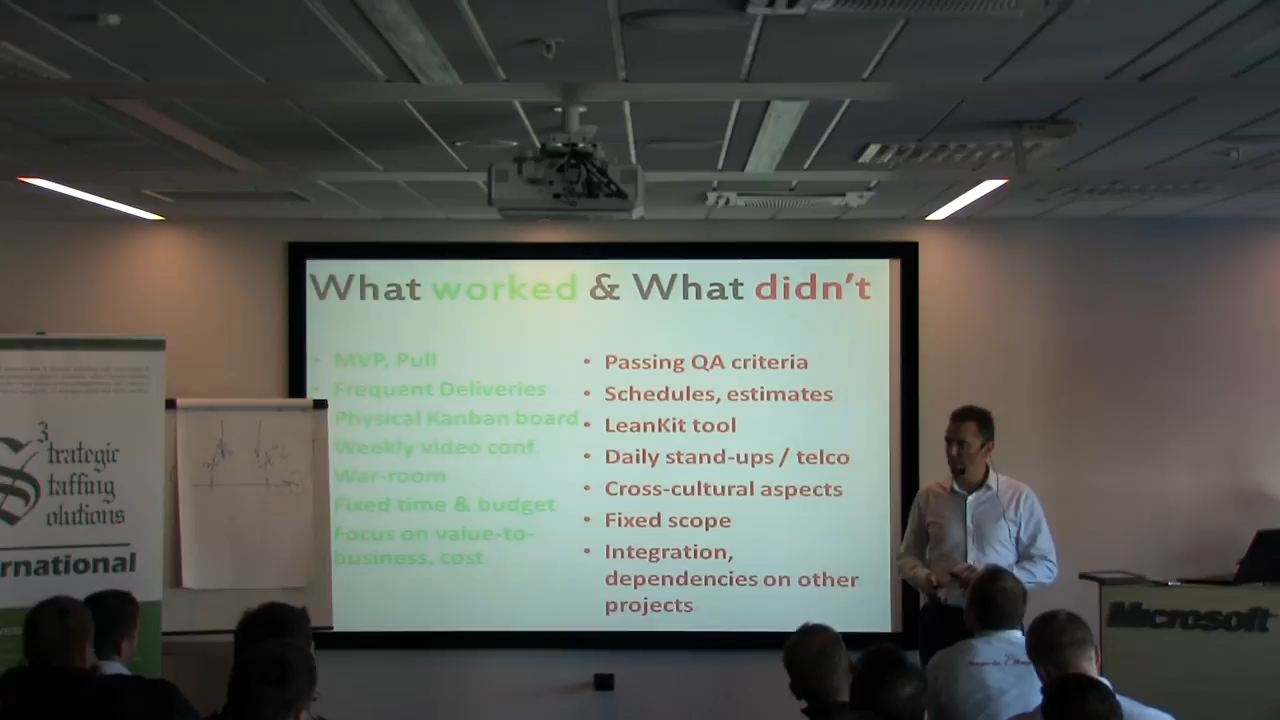 What worked & What didn't
• MVP, Pull
• Frequent Deliveries
Physical Kanban board
Weekly video conf.
War-room
Fixed time & budget
Focus on value-to-
business, cost
• Passing QA criteria
• Schedules, estimates
• LeanKit tool
• Daily stand-ups / telco
• Cross-cultural aspects
• Fixed scope
• Integration,
dependencies on other
projects
S3trategic
taffing
olutions
rnational
Microsoft